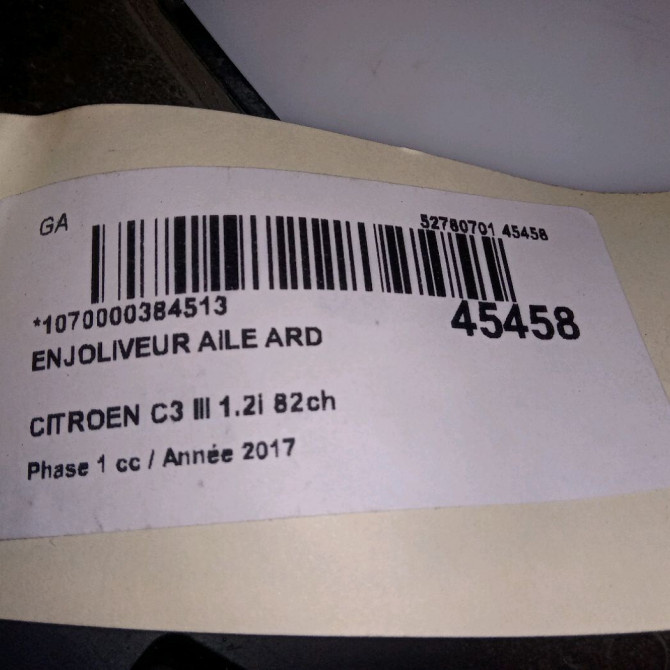 GA
52780701 45458
*1070000384513
45458
ENJOLIVEUR AILE ARD
CITROEN C3 III 1.2i 82ch
Phase 1 cc / Année 2017